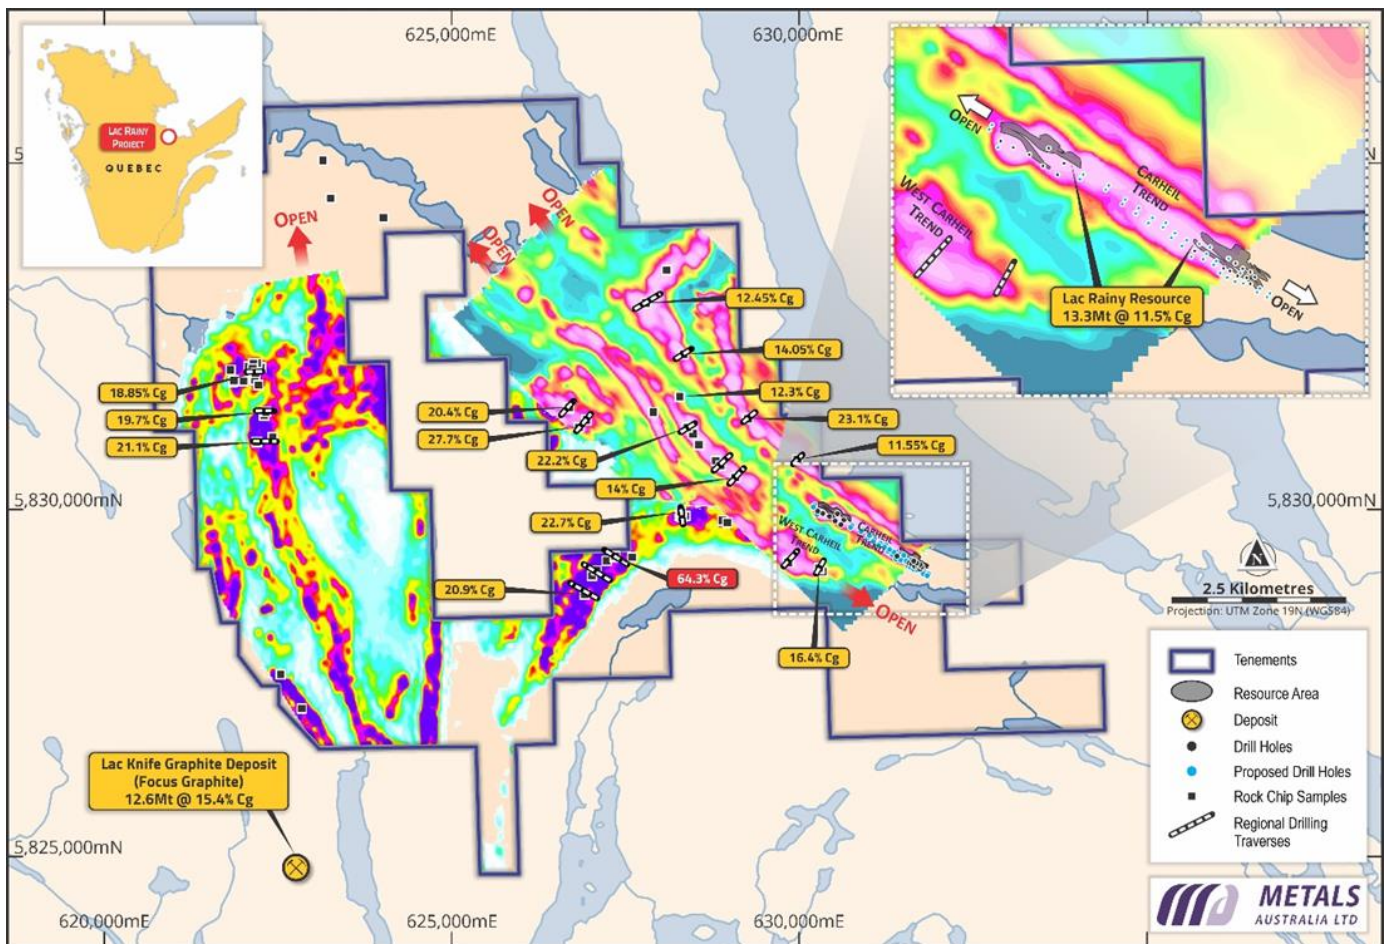 625,000mE
630,000mE
LAC RAINY
PROJECT
QUEBEC
OPEN
OPEN
OPEN
12.45% Cg
14.05% Cg
12.3% Cg
23.1% Cg
11.55% Cg
18.85% Cg
19.7% Cg
21.1% Cg
20.4% Cg
27.7% Cg
22.2% Cg
14% Cg
22.7% Cg
20.9% Cg
64.3% Cg
16.4% Cg
WEST CARHEIL
TREND
CARHEIL
TREND
OPEN
OPEN
CARHEIL
TREND
WEST CARHEIL
TREND
Lac Rainy Resource
13.3Mt @ 11.5% Cg
OPEN
5,830,000mN
5,830,000mN
N
2.5 Kilometres
Projection: UTM Zone 19N (WGS84)
Tenements
Resource Area
Deposit
Drill Holes
Proposed Drill Holes
Rock Chip Samples
Regional Drilling
Traverses
Lac Knife Graphite Deposit
(Focus Graphite)
12.6Mt @ 15.4% Cg
5,825,000mN
620,000mE
625,000mE
630,000mE
METALS
AUSTRALIA LTD